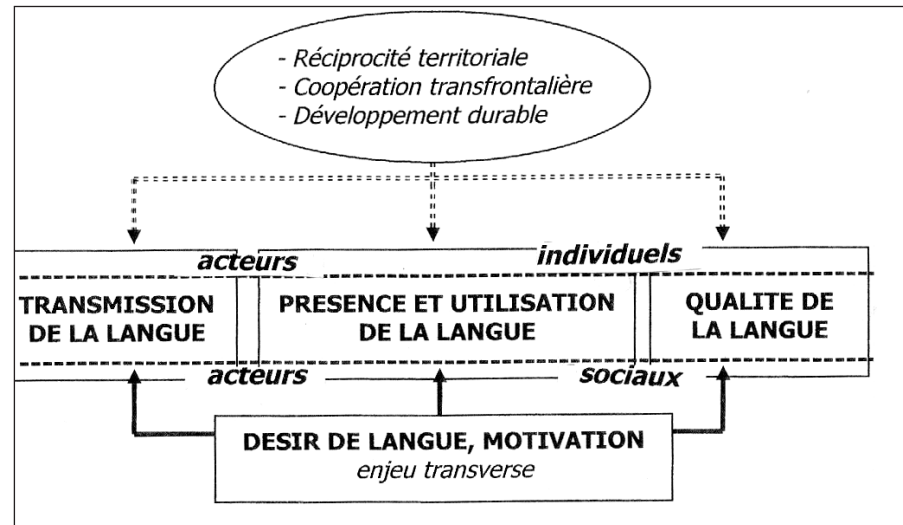 - Réciprocité territoriale
- Coopération transfrontalière
- Développement durable
acteurs individuels
TRANSMISSION
DE LA LANGUE
PRESENCE ET UTILISATION
DE LA LANGUE
QUALITE DE
LA LANGUE
acteurs sociaux
DESIR DE LANGUE, MOTIVATION
enjeu transverse